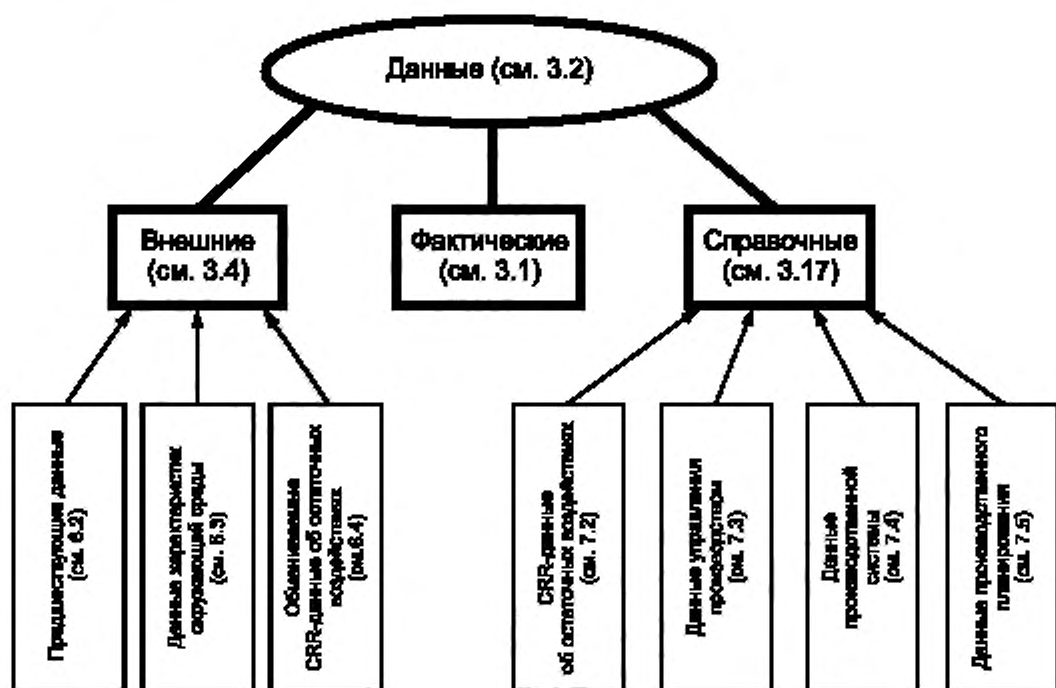 Данные (см. 3.2)
Внешние
(см. 3.4)
Фактические
(см. 3.1)
Справочные
(см. 3.17)
Предшествующие данные
(см. 6.2)
Данные характеристик
окружающей среды
(см. 6.3)
Обмениваемые
CRR-данные об остаточных
воздействиях
(см.6.4)
CRR-данные
об остаточных воздействиях
(см. 7.2)
Данные управления
производством
(см. 7.3)
Данные
производственной
системы
(см. 7.4)
Данные производственного
планирования
(см. 7.5)